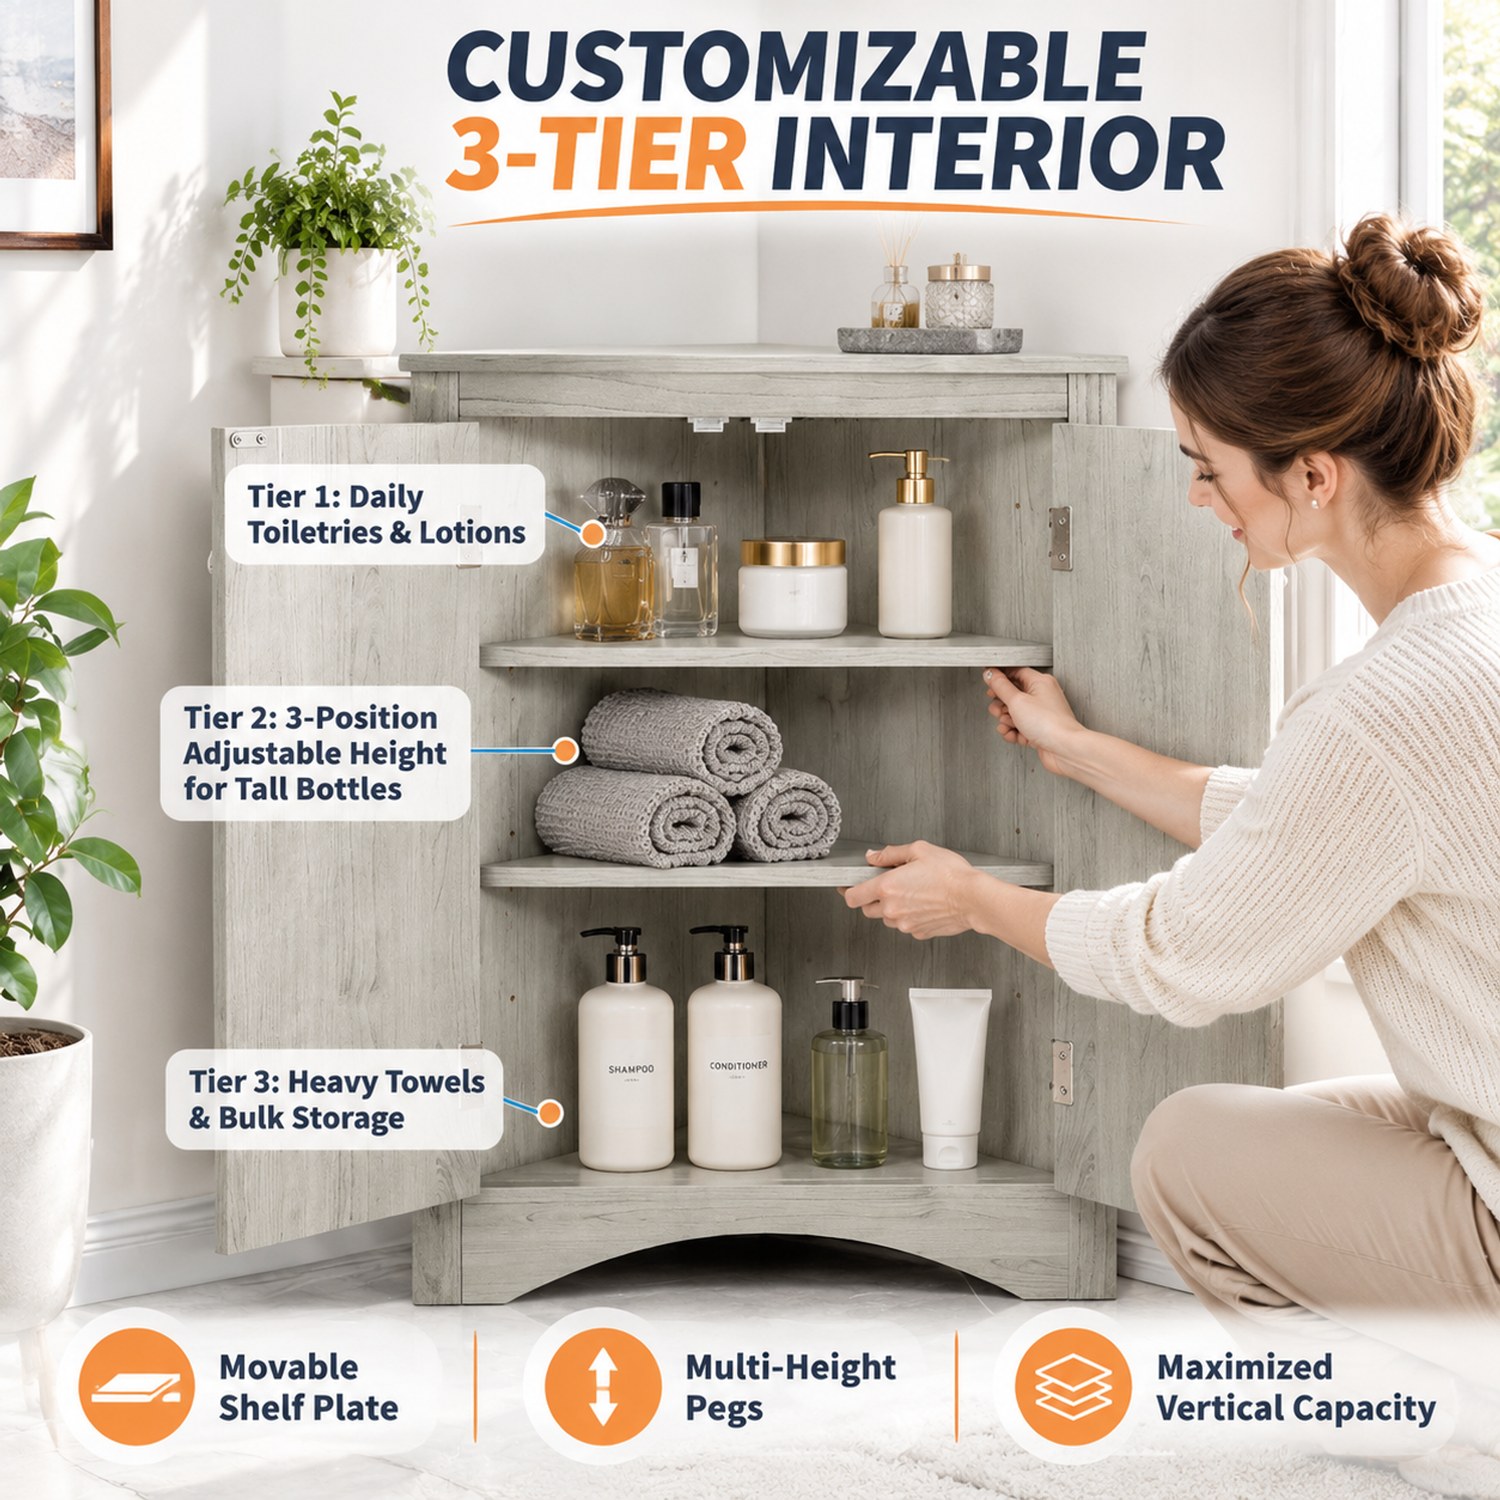 CUSTOMIZABLE
3-TIER INTERIOR
Tier 1: Daily
Toiletries & Lotions
Tier 2: 3-Position
Adjustable Height
for Tall Bottles
SHAMPOO
CONDITIONER
Tier 3: Heavy Towels
& Bulk Storage
Movable
Shelf Plate
Multi-Height
Pegs
Maximized
Vertical Capacity